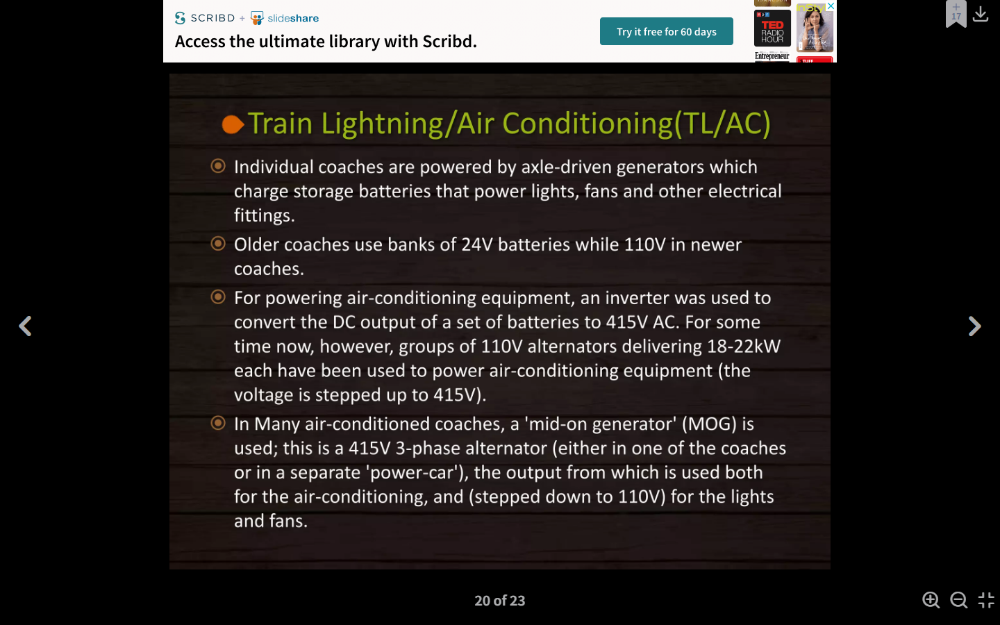 SCRIBD + slideshare
Access the ultimate library with Scribd.
Try it free for 60 days
TED
RADIO
HOUR
Entrepreneur
+
17
Train Lightning/Air Conditioning(TL/AC)
Individual coaches are powered by axle-driven generators which
charge storage batteries that power lights, fans and other electrical
fittings.
Older coaches use banks of 24V batteries while 110V in newer
coaches.
For powering air-conditioning equipment, an inverter was used to
convert the DC output of a set of batteries to 415V AC. For some
time now, however, groups of 110V alternators delivering 18-22kW
each have been used to power air-conditioning equipment (the
voltage is stepped up to 415V).
In Many air-conditioned coaches, a 'mid-on generator' (MOG) is
used; this is a 415V 3-phase alternator (either in one of the coaches
or in a separate 'power-car'), the output from which is used both
for the air-conditioning, and (stepped down to 110V) for the lights
and fans.
20 of 23